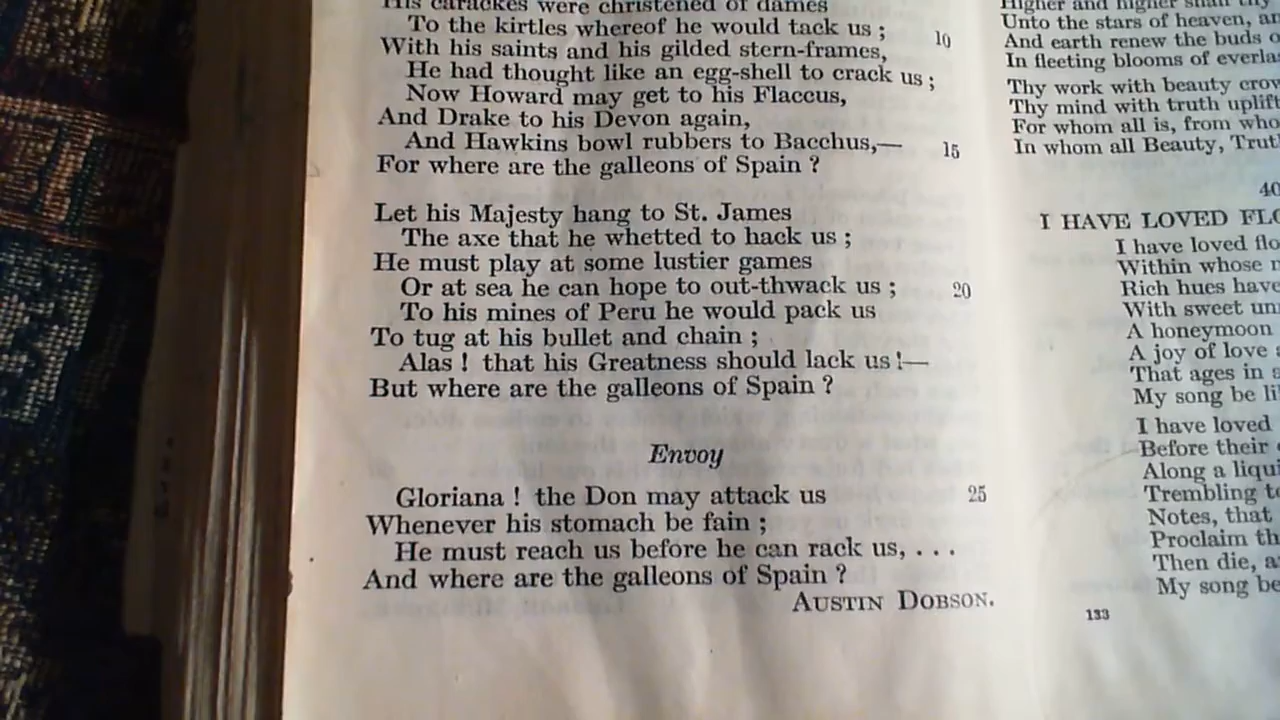 His carackes were christened of dames
To the kirtles whereof he would tack us ;
10
With his saints and his gilded stern-frames,
He had thought like an egg-shell to crack us ;
Now Howard may get to his Flaccus,
And Drake to his Devon again,
And Hawkins bowl rubbers to Bacchus,—
15
For where are the galleons of Spain ?
Let his Majesty hang to St. James
The axe that he whetted to hack us ;
He must play at some lustier games
Or at sea he can hope to out-thwack us ;
20
To his mines of Peru he would pack us
To tug at his bullet and chain ;
Alas ! that his Greatness should lack us !—
But where are the galleons of Spain ?
Envoy
Gloriana ! the Don may attack us
25
Whenever his stomach be fain ;
He must reach us before he can rack us, . . .
And where are the galleons of Spain ?
AUSTIN DOBSON.
Higher and higher shall thy
Unto the stars of heaven,
And earth renew the buds
In fleeting blooms of
Thy work with beauty
Thy mind with truth
For whom all is, from
In whom all Beauty,
I HAVE LOVED
I have loved
Within whose
Rich hues have
With sweet
A honeymoon
A joy of love
That ages in
My song be
I have loved
Before their
Along a
Trembling
Notes, that
Proclaim
Then die,
My song be
133